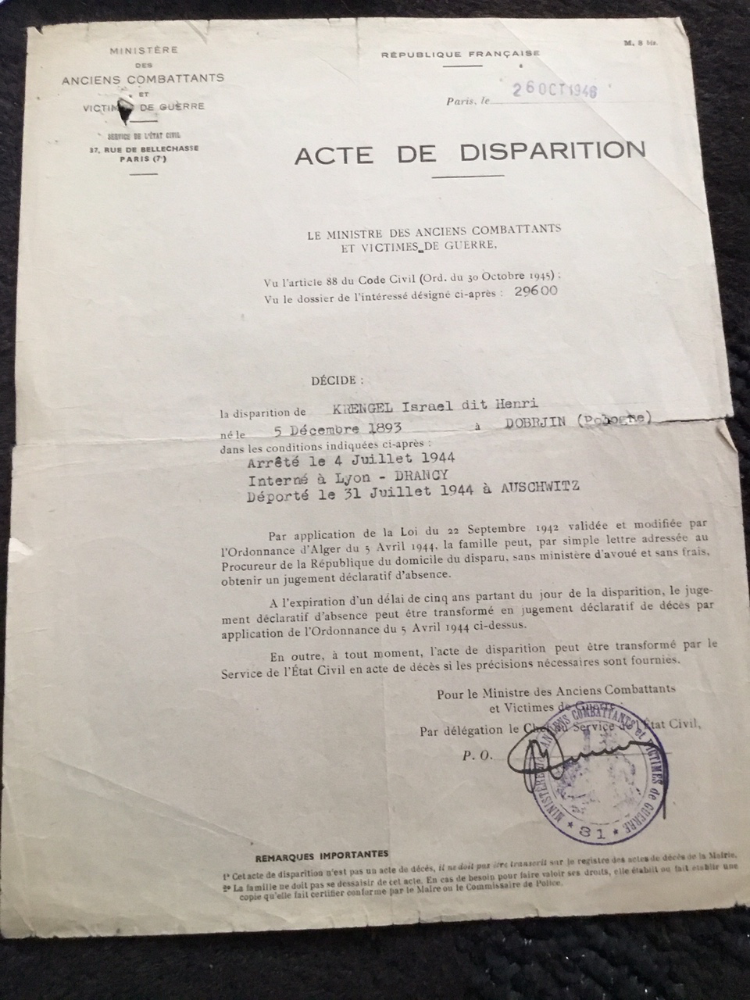 MINISTÈRE
DES
ANCIENS COMBATTANTS
ET
DE GUERRE
SERVICE DE L'ÉTAT CIVIL
37, RUE DE BELLECHASSE
PARIS (7e)
M. 8 bis.
RÉPUBLIQUE FRANÇAISE
Paris, le 26 OCT 1946
ACTE DE DISPARITION
LE MINISTRE DES ANCIENS COMBATTANTS
ET VICTIMES DE GUERRE,
Vu l'article 88 du Code Civil (Ord. du 30 Octobre 1945) ;
Vu le dossier de l'intéressé désigné ci-après : 29600
DÉCIDE :
la disparition de KRENGEL Israel dit Henri
né le 5 Décembre 1893 à DOBRJIN (Pologne)
dans les conditions indiquées ci-après :
Arrêté le 4 Juillet 1944
Interné à Lyon - DRANCY
Déporté le 31 Juillet 1944 à AUSCHWITZ
Par application de la Loi du 22 Septembre 1942 validée et modifiée par
l'Ordonnance d'Alger du 5 Avril 1944, la famille peut, par simple lettre adressée au
Procureur de la République du domicile du disparu, sans ministère d'avoué et sans frais,
obtenir un jugement déclaratif d'absence.
A l'expiration d'un délai de cinq ans partant du jour de la disparition, le juge-
ment déclaratif d'absence peut être transformé en jugement déclaratif de décès par
application de l'Ordonnance du 5 Avril 1944 ci-dessus.
En outre, à tout moment, l'acte de disparition peut être transformé par le
Service de l'État Civil en acte de décès si les précisions nécessaires sont fournies.
Pour le Ministre des Anciens Combattants
et Victimes de Guerre,
Par délégation le Chef du Service de l'État Civil,
P. O.
MINISTÈRE des ANCIENS COMBATTANTS et VICTIMES de GUERRE
★ 31 ★
REMARQUES IMPORTANTES
1° Cet acte de disparition n'est pas un acte de décès, il ne doit pas être transcrit sur le registre des actes de décès de la Mairie.
2° La famille ne doit pas se dessaisir de cet acte. En cas de besoin pour faire valoir ses droits, elle établit ou fait établir une
copie qu'elle fait certifier conforme par le Maire ou le Commissaire de Police.